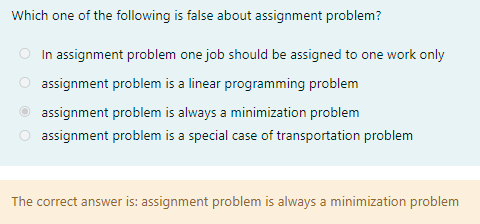 Which one of the following is false about assignment problem?
In assignment problem one job should be assigned to one work only
assignment problem is a linear programming problem
assignment problem is always a minimization problem
assignment problem is a special case of transportation problem
The correct answer is: assignment problem is always a minimization problem